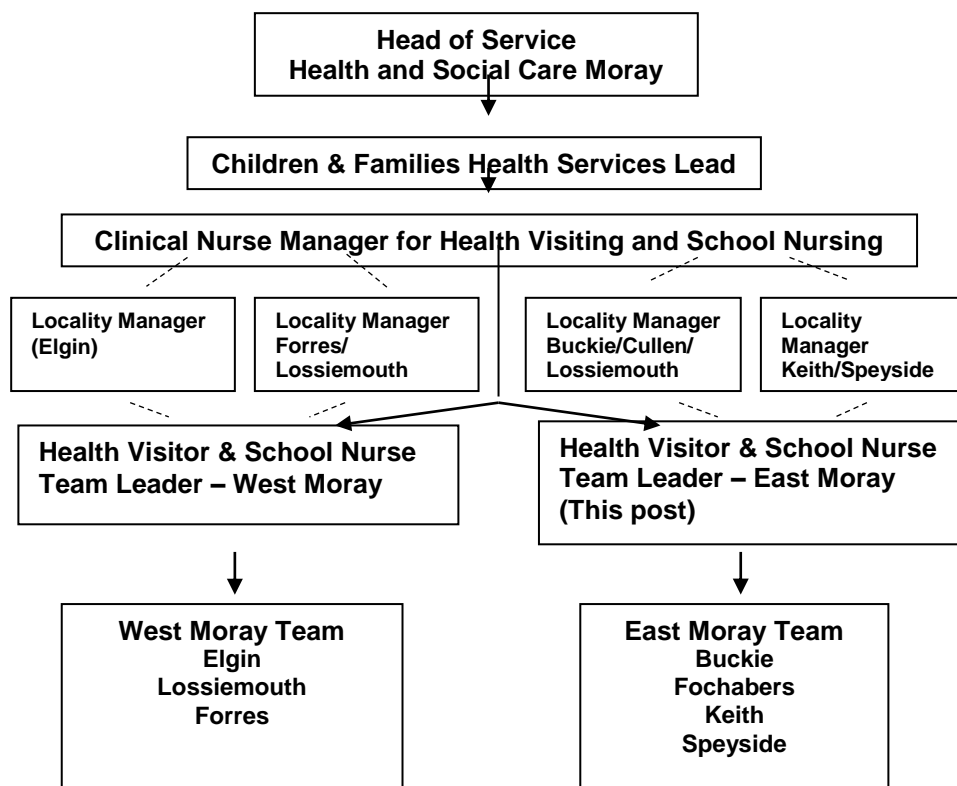 Head of Service
Health and Social Care Moray
Children & Families Health Services Lead
Clinical Nurse Manager for Health Visiting and School Nursing
Locality Manager
(Elgin)
Locality Manager
Forres/
Lossiemouth
Locality Manager
Buckie/Cullen/
Lossiemouth
Locality
Manager
Keith/Speyside
Health Visitor & School Nurse
Team Leader – West Moray
Health Visitor & School Nurse
Team Leader – East Moray
(This post)
West Moray Team
Elgin
Lossiemouth
Forres
East Moray Team
Buckie
Fochabers
Keith
Speyside